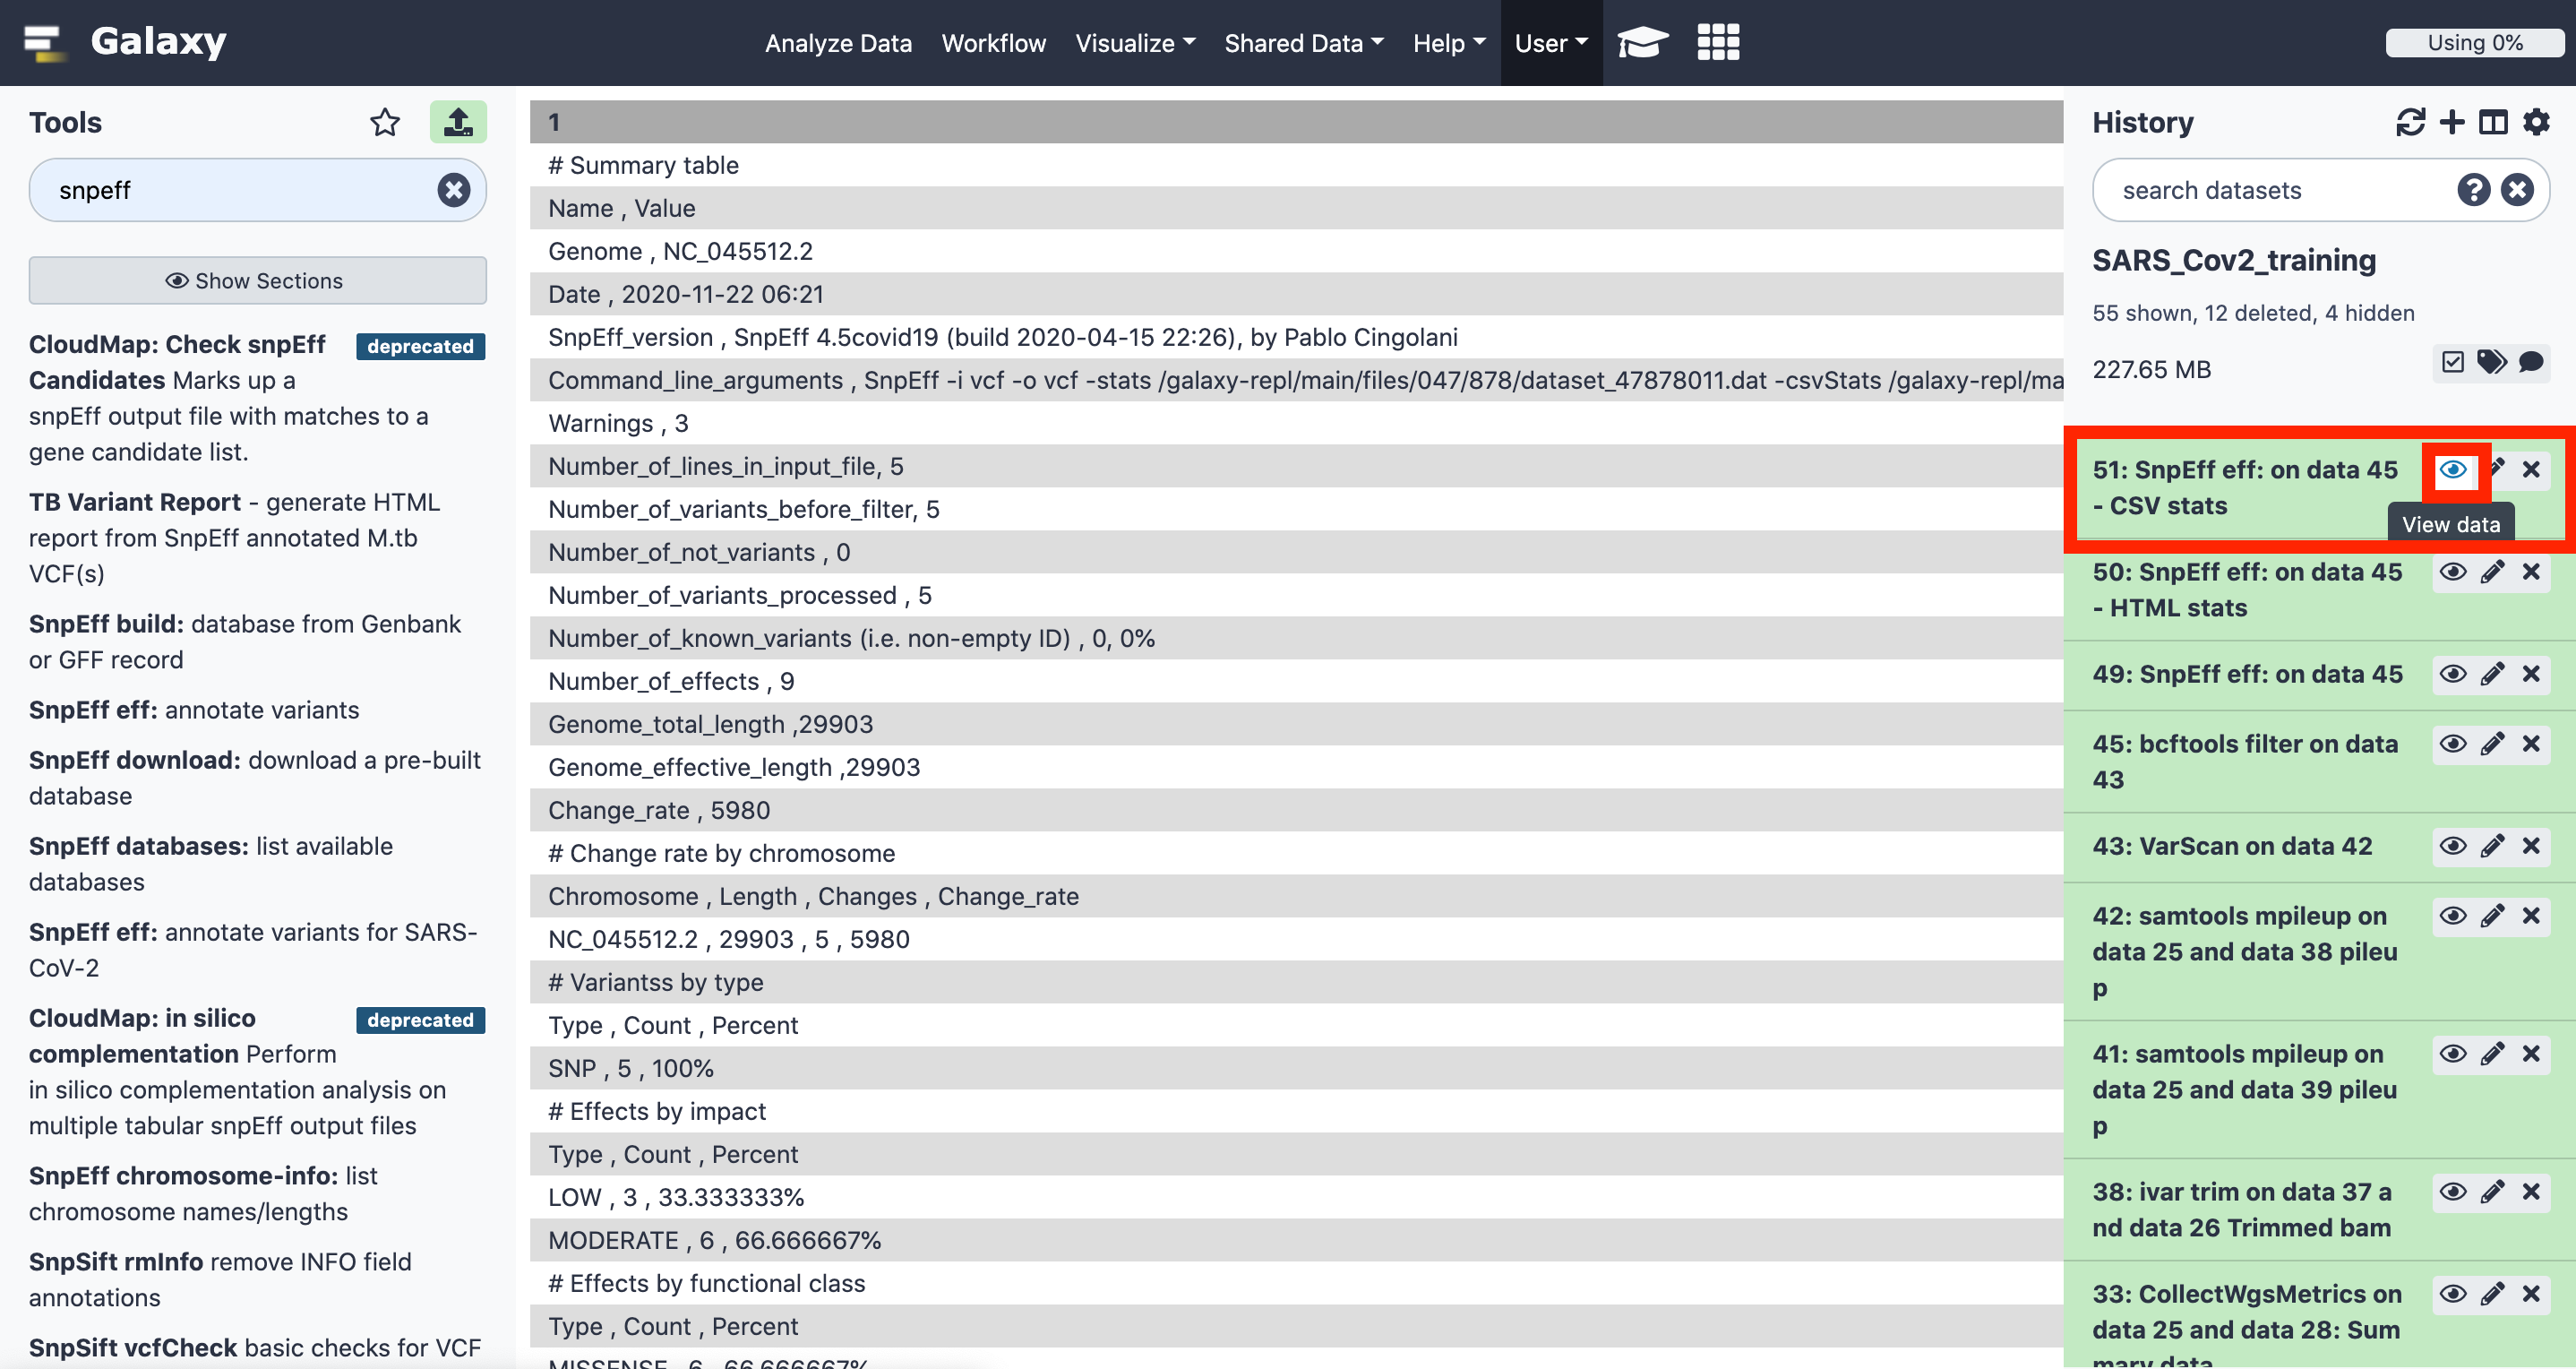 Galaxy
Analyze Data
Workflow
Visualize
Shared Data
Help
User
Using 0%
Tools
snpeff
Show Sections
CloudMap: Check snpEff deprecated
Candidates Marks up a
snpEff output file with matches to a
gene candidate list.
TB Variant Report - generate HTML
report from SnpEff annotated M.tb
VCF(s)
SnpEff build: database from Genbank
or GFF record
SnpEff eff: annotate variants
SnpEff download: download a pre-built
database
SnpEff databases: list available
databases
SnpEff eff: annotate variants for SARS-
CoV-2
CloudMap: in silico deprecated
complementation Perform
in silico complementation analysis on
multiple tabular snpEff output files
SnpEff chromosome-info: list
chromosome names/lengths
SnpSift rmInfo remove INFO field
annotations
SnpSift vcfCheck basic checks for VCF
1
# Summary table
Name , Value
Genome , NC_045512.2
Date , 2020-11-22 06:21
SnpEff_version , SnpEff 4.5covid19 (build 2020-04-15 22:26), by Pablo Cingolani
Command_line_arguments , SnpEff -i vcf -o vcf -stats /galaxy-repl/main/files/047/878/dataset_47878011.dat -csvStats /galaxy-repl/ma
Warnings , 3
Number_of_lines_in_input_file, 5
Number_of_variants_before_filter, 5
Number_of_not_variants , 0
Number_of_variants_processed , 5
Number_of_known_variants (i.e. non-empty ID) , 0, 0%
Number_of_effects , 9
Genome_total_length ,29903
Genome_effective_length ,29903
Change_rate , 5980
# Change rate by chromosome
Chromosome , Length , Changes , Change_rate
NC_045512.2 , 29903 , 5 , 5980
# Variantss by type
Type , Count , Percent
SNP , 5 , 100%
# Effects by impact
Type , Count , Percent
LOW , 3 , 33.333333%
MODERATE , 6 , 66.666667%
# Effects by functional class
Type , Count , Percent
MISSENSE , 6 , 66.666667%
History
search datasets
SARS_Cov2_training
55 shown, 12 deleted, 4 hidden
227.65 MB
51: SnpEff eff: on data 45
- CSV stats
View data
50: SnpEff eff: on data 45
- HTML stats
49: SnpEff eff: on data 45
45: bcftools filter on data
43
43: VarScan on data 42
42: samtools mpileup on
data 25 and data 38 pileu
p
41: samtools mpileup on
data 25 and data 39 pileu
p
38: ivar trim on data 37 a
nd data 26 Trimmed bam
33: CollectWgsMetrics on
data 25 and data 28: Sum
mary data